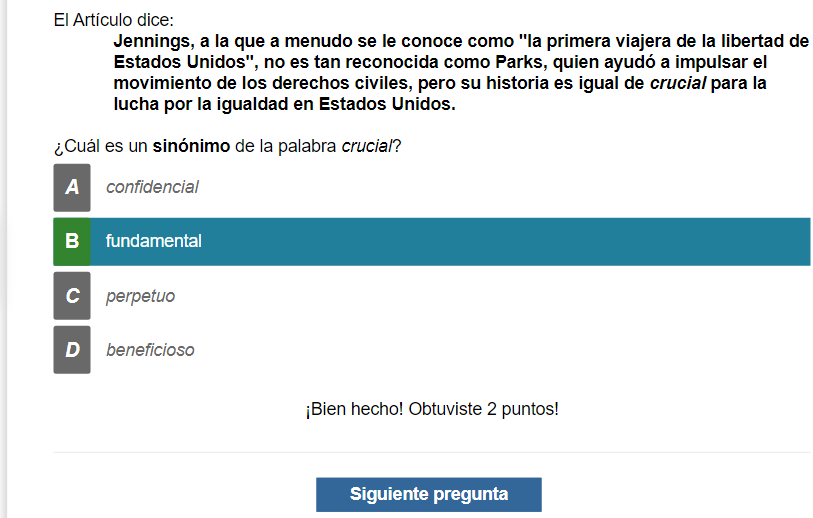 El Artículo dice:
Jennings, a la que a menudo se le conoce como "la primera viajera de la libertad de
Estados Unidos", no es tan reconocida como Parks, quien ayudó a impulsar el
movimiento de los derechos civiles, pero su historia es igual de crucial para la
lucha por la igualdad en Estados Unidos.
¿Cuál es un sinónimo de la palabra crucial?
A confidencial
B fundamental
C perpetuo
D beneficioso
¡Bien hecho! Obtuviste 2 puntos!
Siguiente pregunta